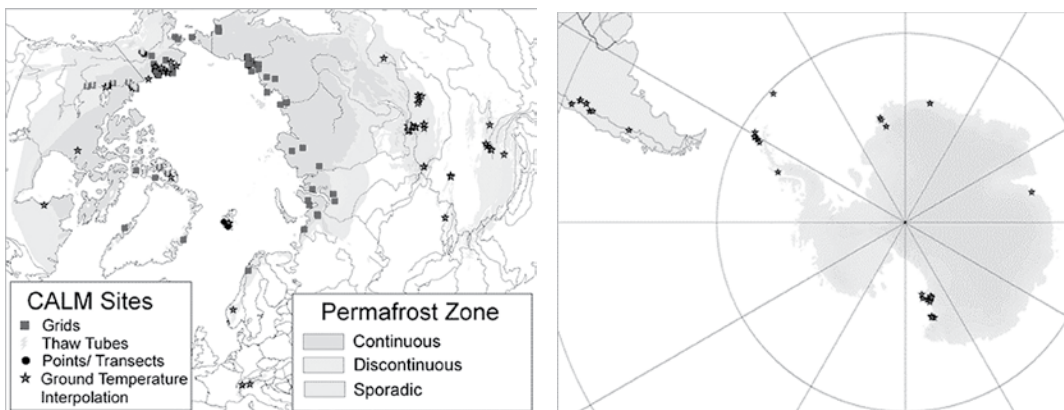 CALM Sites
Grids
Thaw Tubes
Points/ Transects
Ground Temperature
Interpolation
Permafrost Zone
Continuous
Discontinuous
Sporadic